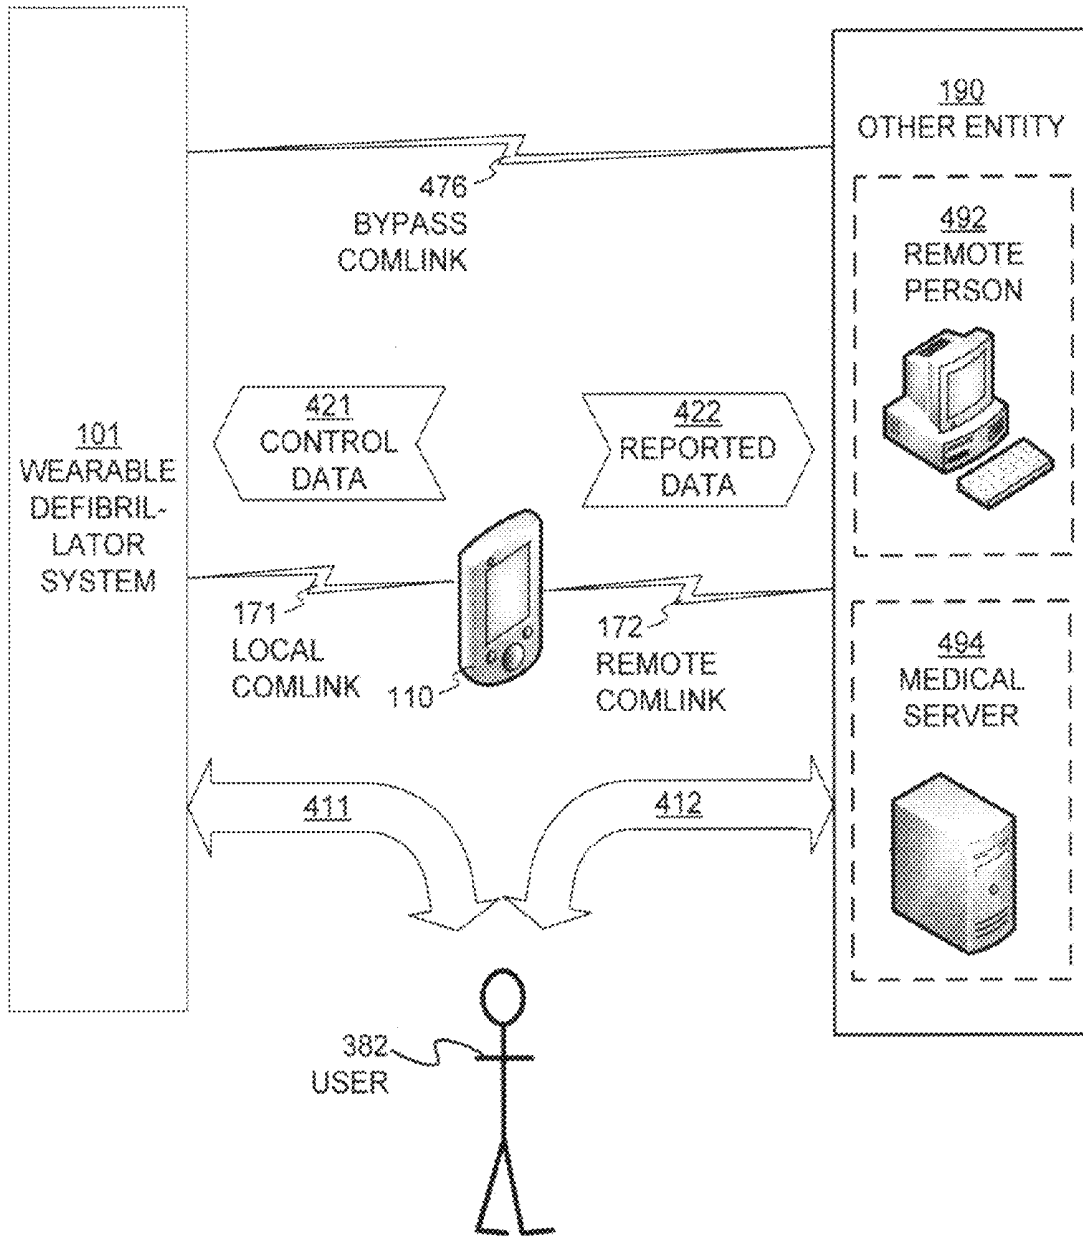 190
OTHER ENTITY
476
BYPASS
COMLINK
492
REMOTE
PERSON
421
CONTROL
DATA
422
REPORTED
DATA
101
WEARABLE
DEFIBRIL-
LATOR
SYSTEM
171
LOCAL
COMLINK
110
172
REMOTE
COMLINK
494
MEDICAL
SERVER
411
412
382
USER